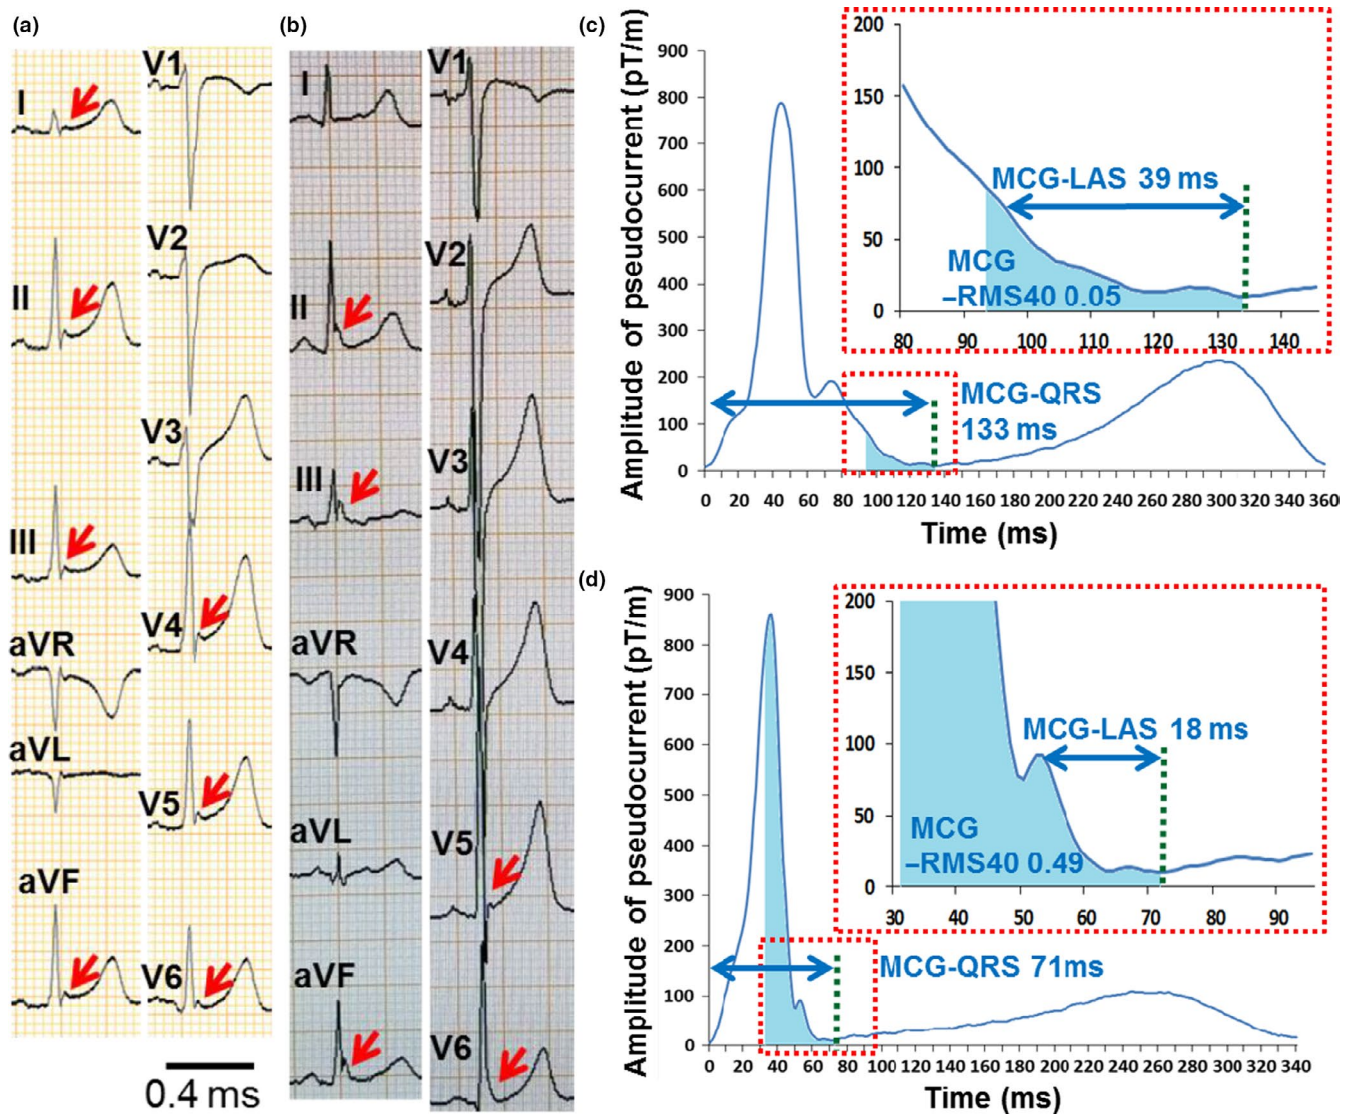 (a)
I
II
III
aVR
aVL
aVF
V1
V2
V3
V4
V5
V6
0.4 ms
(b)
I
II
III
aVR
aVL
aVF
V1
V2
V3
V4
V5
V6
(c)
Amplitude of pseudocurrent (pT/m)
900
800
700
600
500
400
300
200
100
0
0 20 40 60 80 100 120 140 160 180 200 220 240 260 280 300 320 340 360
Time (ms)
MCG-QRS
133 ms
200
150
100
50
0
80 90 100 110 120 130 140
MCG-LAS 39 ms
MCG
–RMS40 0.05
(d)
Amplitude of pseudocurrent (pT/m)
900
800
700
600
500
400
300
200
100
0
0 20 40 60 80 100 120 140 160 180 200 220 240 260 280 300 320 340
Time (ms)
MCG-QRS 71ms
200
150
100
50
0
30 40 50 60 70 80 90
MCG-LAS 18 ms
MCG
–RMS40 0.49